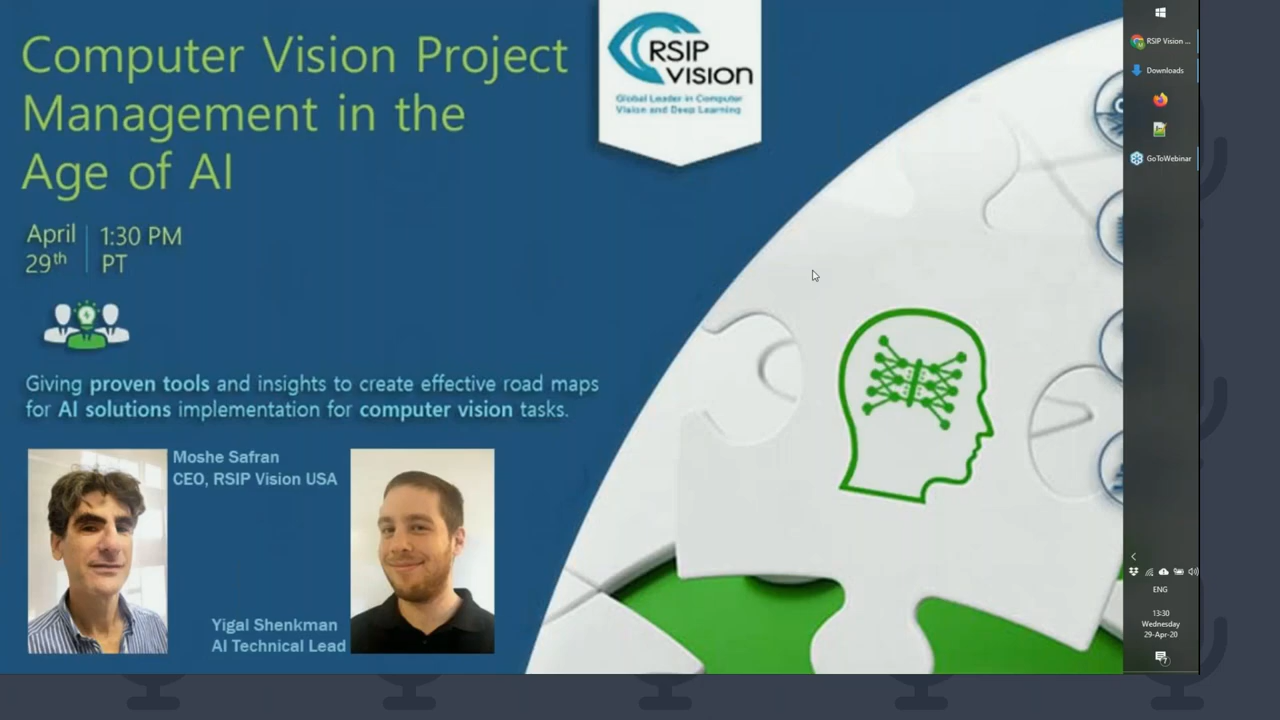 Computer Vision Project
Management in the
Age of AI
RSIP
VISION
Global Leader in Computer
Vision and Deep Learning
April
29th
1:30 PM
PT
Giving proven tools and insights to create effective road maps
for AI solutions implementation for computer vision tasks.
Moshe Safran
CEO, RSIP Vision USA
Yigal Shenkman
AI Technical Lead
RSIP Vision ...
Downloads
GoToWebinar
ENG
13:30
Wednesday
29-Apr-20
7